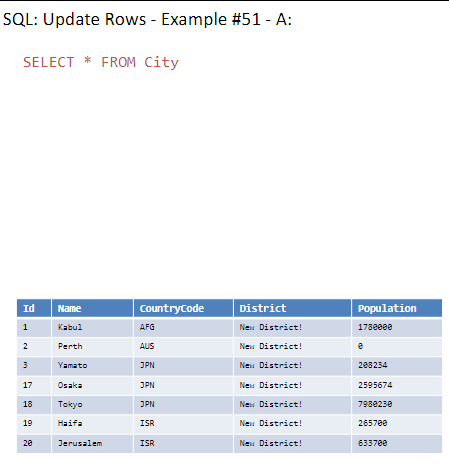 SQL: Update Rows - Example #51 - A:
SELECT * FROM City
Id Name CountryCode District Population
1 Kabul AFG New District! 1780000
2 Perth AUS New District! 0
3 Yamato JPN New District! 208234
17 Osaka JPN New District! 2595674
18 Tokyo JPN New District! 7980230
19 Haifa ISR New District! 265700
20 Jerusalem ISR New District! 633700